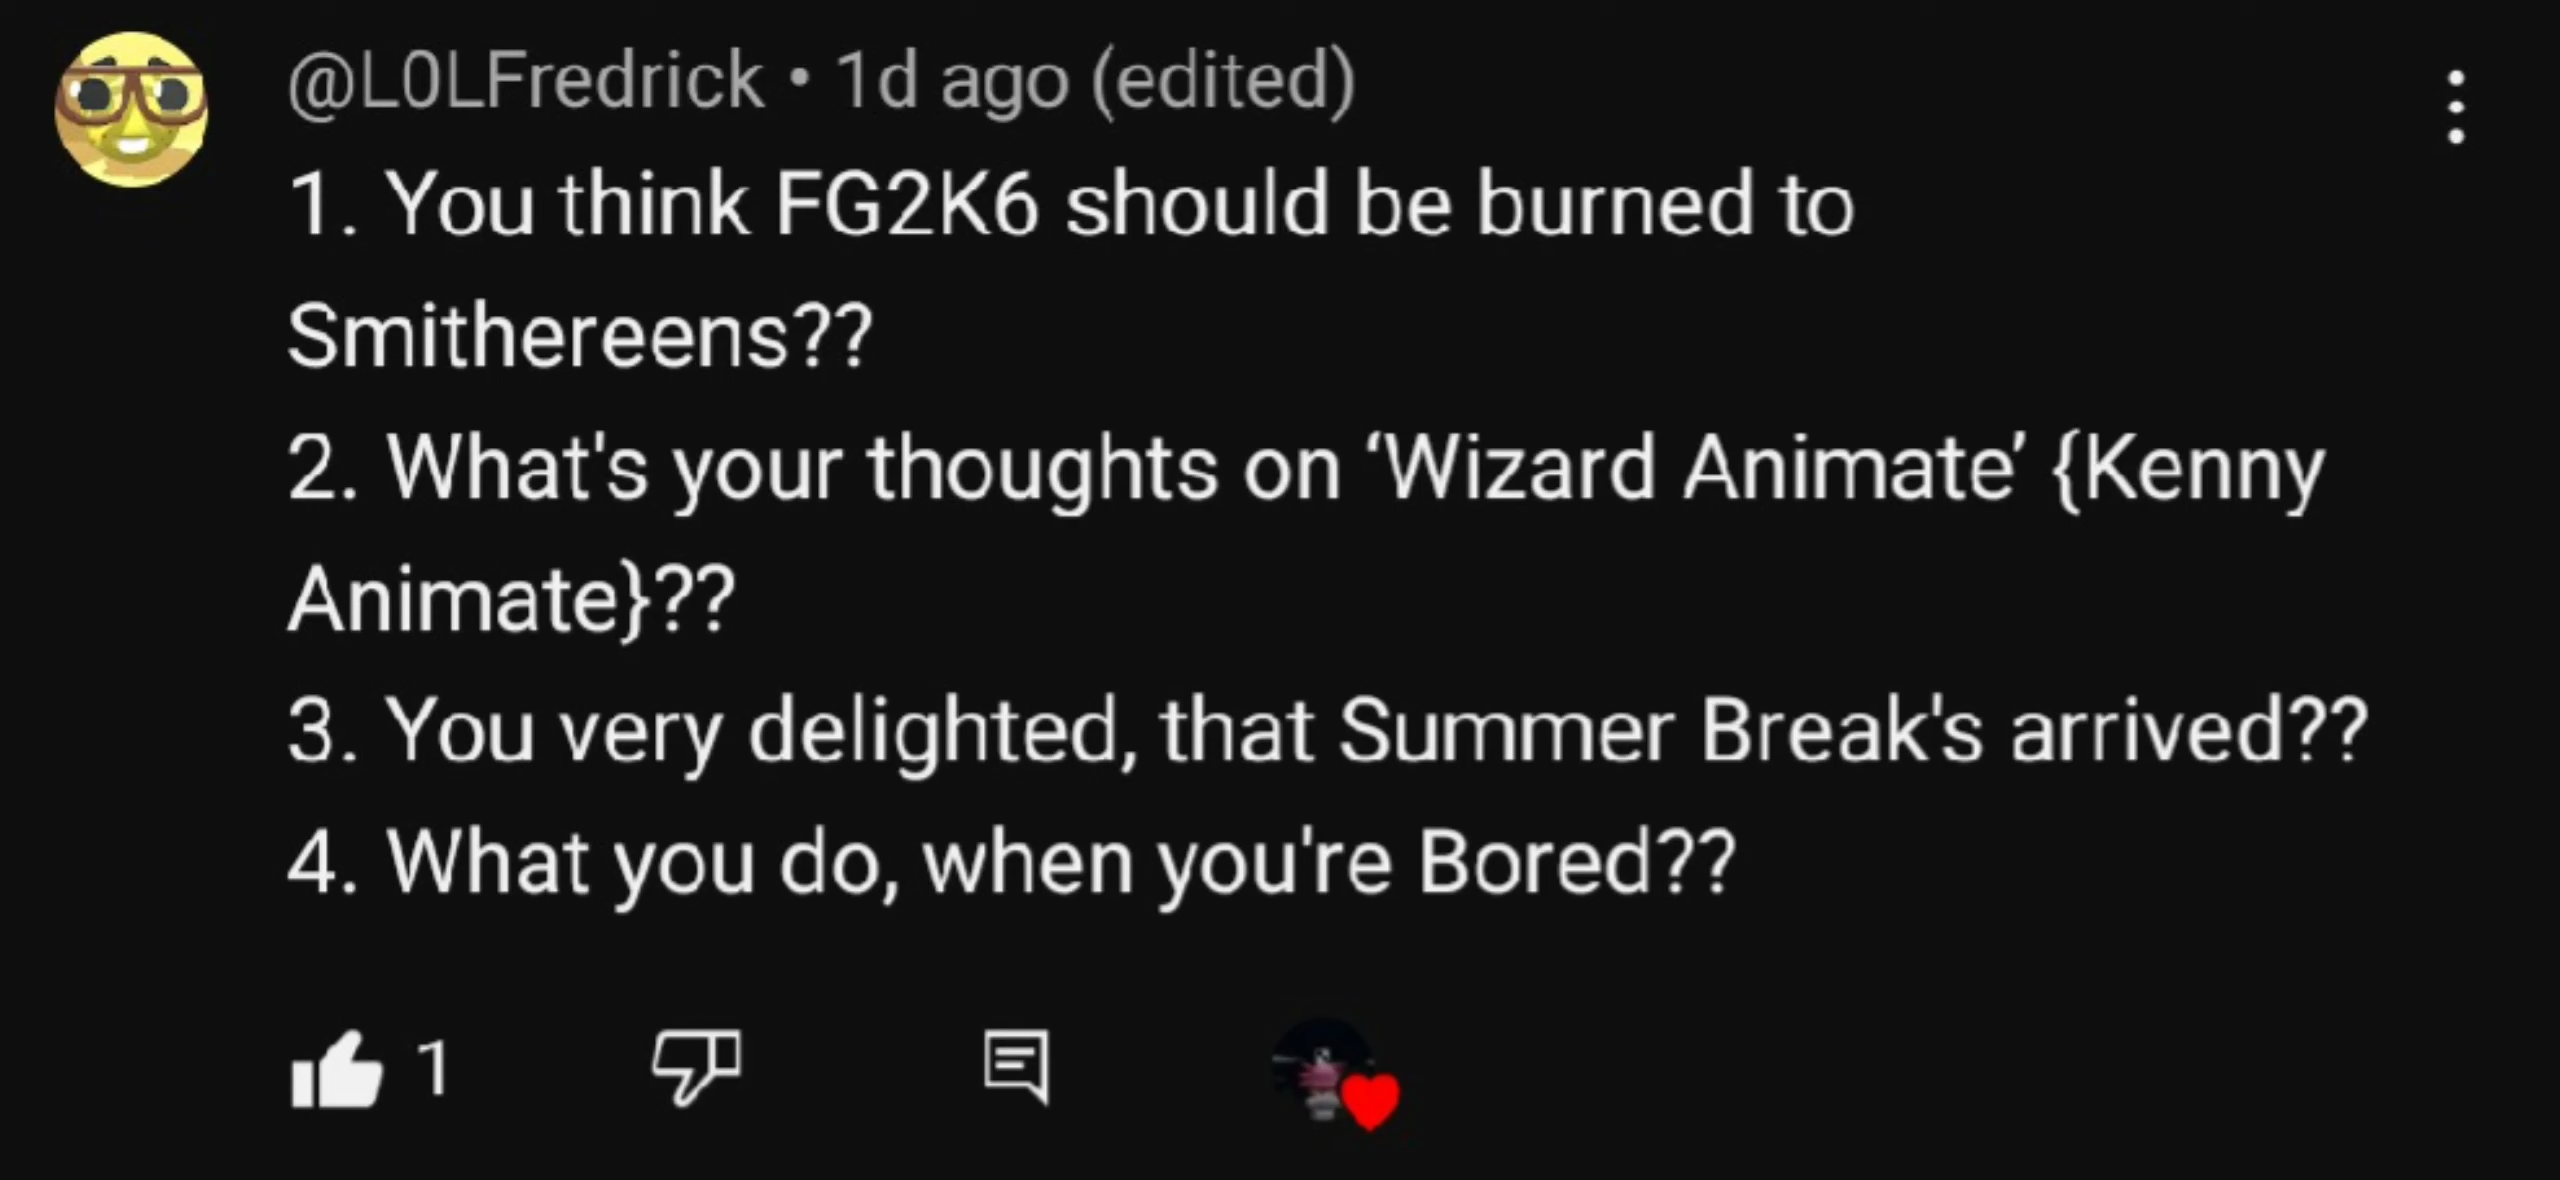 @L0LFredrick • 1d ago (edited)
1. You think FG2K6 should be burned to
Smithereens??
2. What's your thoughts on ‘Wizard Animate’ {Kenny
Animate}??
3. You very delighted, that Summer Break's arrived??
4. What you do, when you're Bored??
1